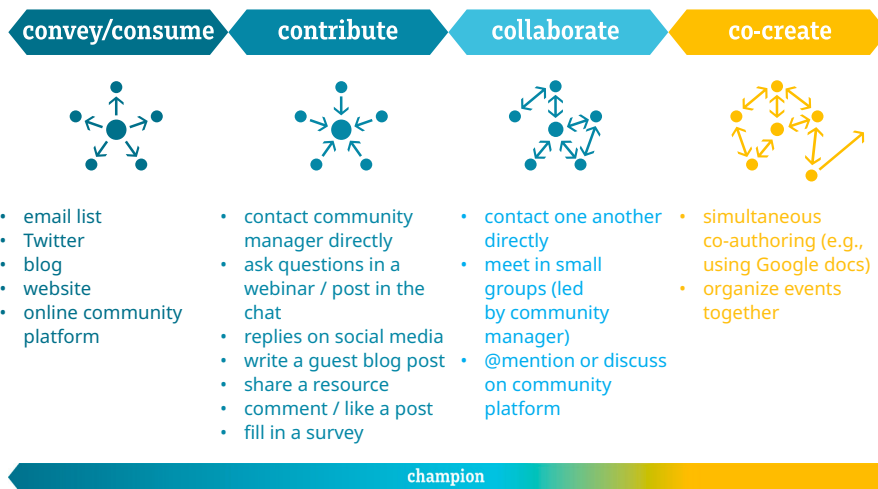 convey/consume
contribute
collaborate
co-create
• email list
• Twitter
• blog
• website
• online community
platform
• contact community
manager directly
• ask questions in a
webinar / post in the
chat
• replies on social media
• write a guest blog post
• share a resource
• comment / like a post
• fill in a survey
• contact one another
directly
• meet in small
groups (led
by community
manager)
• @mention or discuss
on community
platform
• simultaneous
co-authoring (e.g.,
using Google docs)
• organize events
together
champion